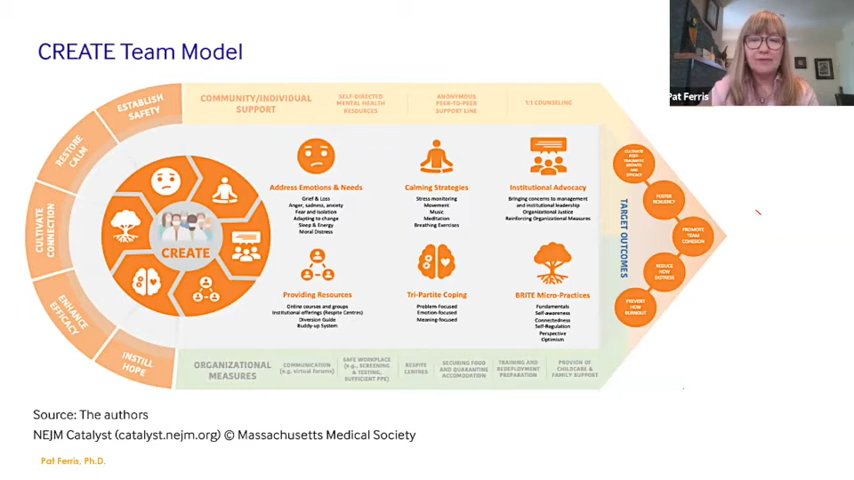 CREATE Team Model
Pat Ferris
ESTABLISH
SAFETY
RESTORE
CALM
CULTIVATE
CONNECTION
ENHANCE
EFFICACY
INSTILL
HOPE
COMMUNITY/INDIVIDUAL
SUPPORT
SELF-DIRECTED
MENTAL HEALTH
RESOURCES
ANONYMOUS
PEER-TO-PEER
SUPPORT LINE
1:1 COUNSELING
CREATE
Address Emotions & Needs
Grief & Loss
Anger, sadness, anxiety
Fear and Isolation
Adapting to change
Sleep & Energy
Moral Distress
Calming Strategies
Stress monitoring
Movement
Music
Meditation
Breathing Exercises
Institutional Advocacy
Bringing concerns to management
and institutional leadership
Organizational Justice
Reinforcing Organizational Measures
Providing Resources
Online courses and groups
Institutional offerings (Respite Centres)
Diversion Guide
Buddy-up System
Tri-Partite Coping
Problem-Focused
Emotion-Focused
Meaning-Focused
BRITE Micro-Practices
Fundamentals
Self-awareness
Connectedness
Self-Regulation
Perspective
Optimism
TARGET OUTCOMES
CULTIVATE
POST-
TRAUMATIC
GROWTH
AND
EFFICACY
FOSTER
RESILIENCY
PROMOTE
TEAM
COHESION
REDUCE
HCW
DISTRESS
PREVENT
HCW
BURNOUT
ORGANIZATIONAL
MEASURES
COMMUNICATION
(e.g. virtual forums)
SAFE WORKPLACE
(e.g., SCREENING
& TESTING,
SUFFICIENT PPE)
RESPITE
CENTRES
SECURING FOOD
AND QUARANTINE
ACCOMODATION
TRAINING AND
REDEPLOYMENT
PREPARATION
PROVION OF
CHILDCARE &
FAMILY SUPPORT
Source: The authors
NEJM Catalyst (catalyst.nejm.org) © Massachusetts Medical Society
Pat Ferris, Ph.D.